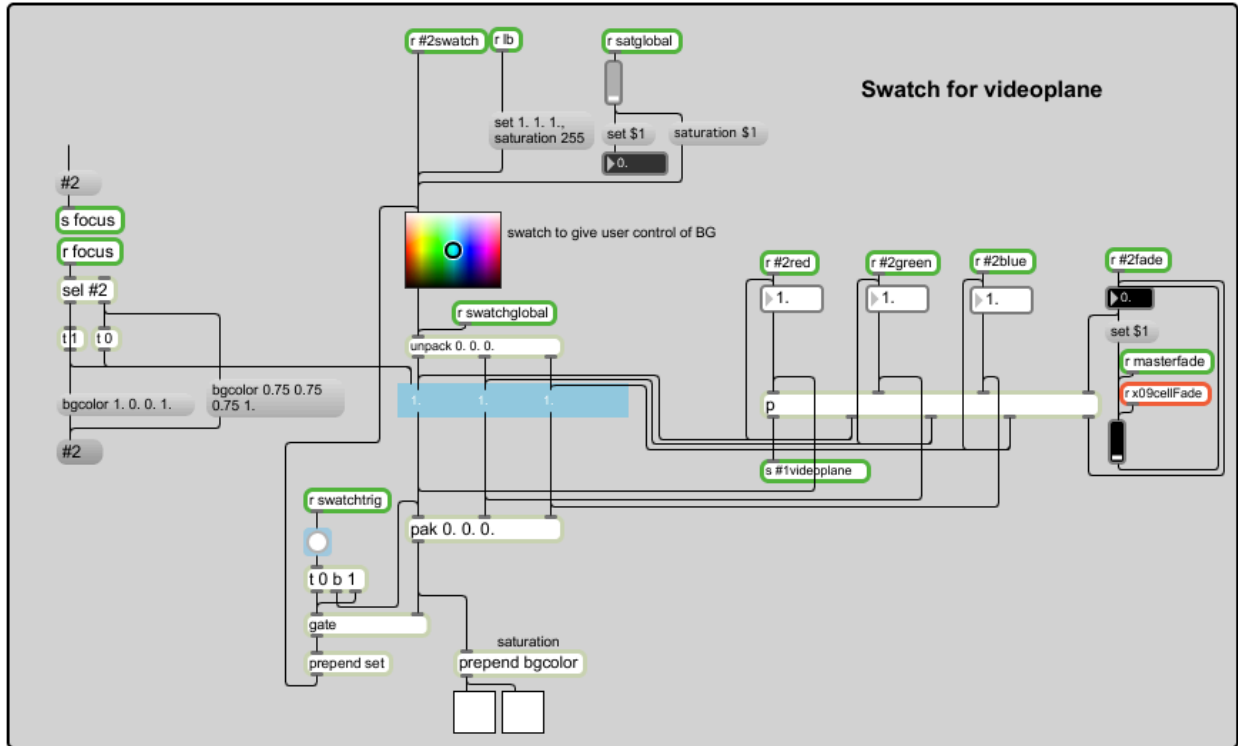 r #2swatch
r lb
r satglobal
Swatch for videoplane
set 1. 1. 1.,
saturation 255
set $1
saturation $1
0.
#2
s focus
r focus
sel #2
t 1
t 0
bgcolor 1. 0. 0. 1.
bgcolor 0.75 0.75
0.75 1.
#2
swatch to give user control of BG
r swatchglobal
unpack 0. 0. 0.
1.
1.
1.
r #2red
r #2green
r #2blue
r #2fade
1.
1.
1.
0.
set $1
r masterfade
r x09cellFade
p
s #1videoplane
r swatchtrig
pak 0. 0. 0.
t 0 b 1
gate
prepend set
saturation
prepend bgcolor